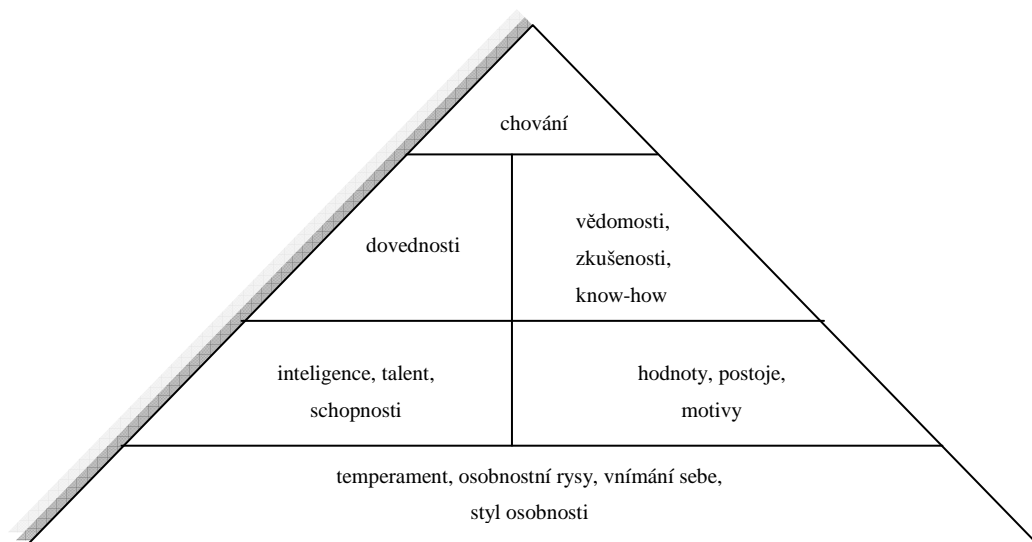 chování
dovednosti
vědomosti,
zkušenosti,
know-how
inteligence, talent,
schopnosti
hodnoty, postoje,
motivy
temperament, osobnostní rysy, vnímání sebe,
styl osobnosti